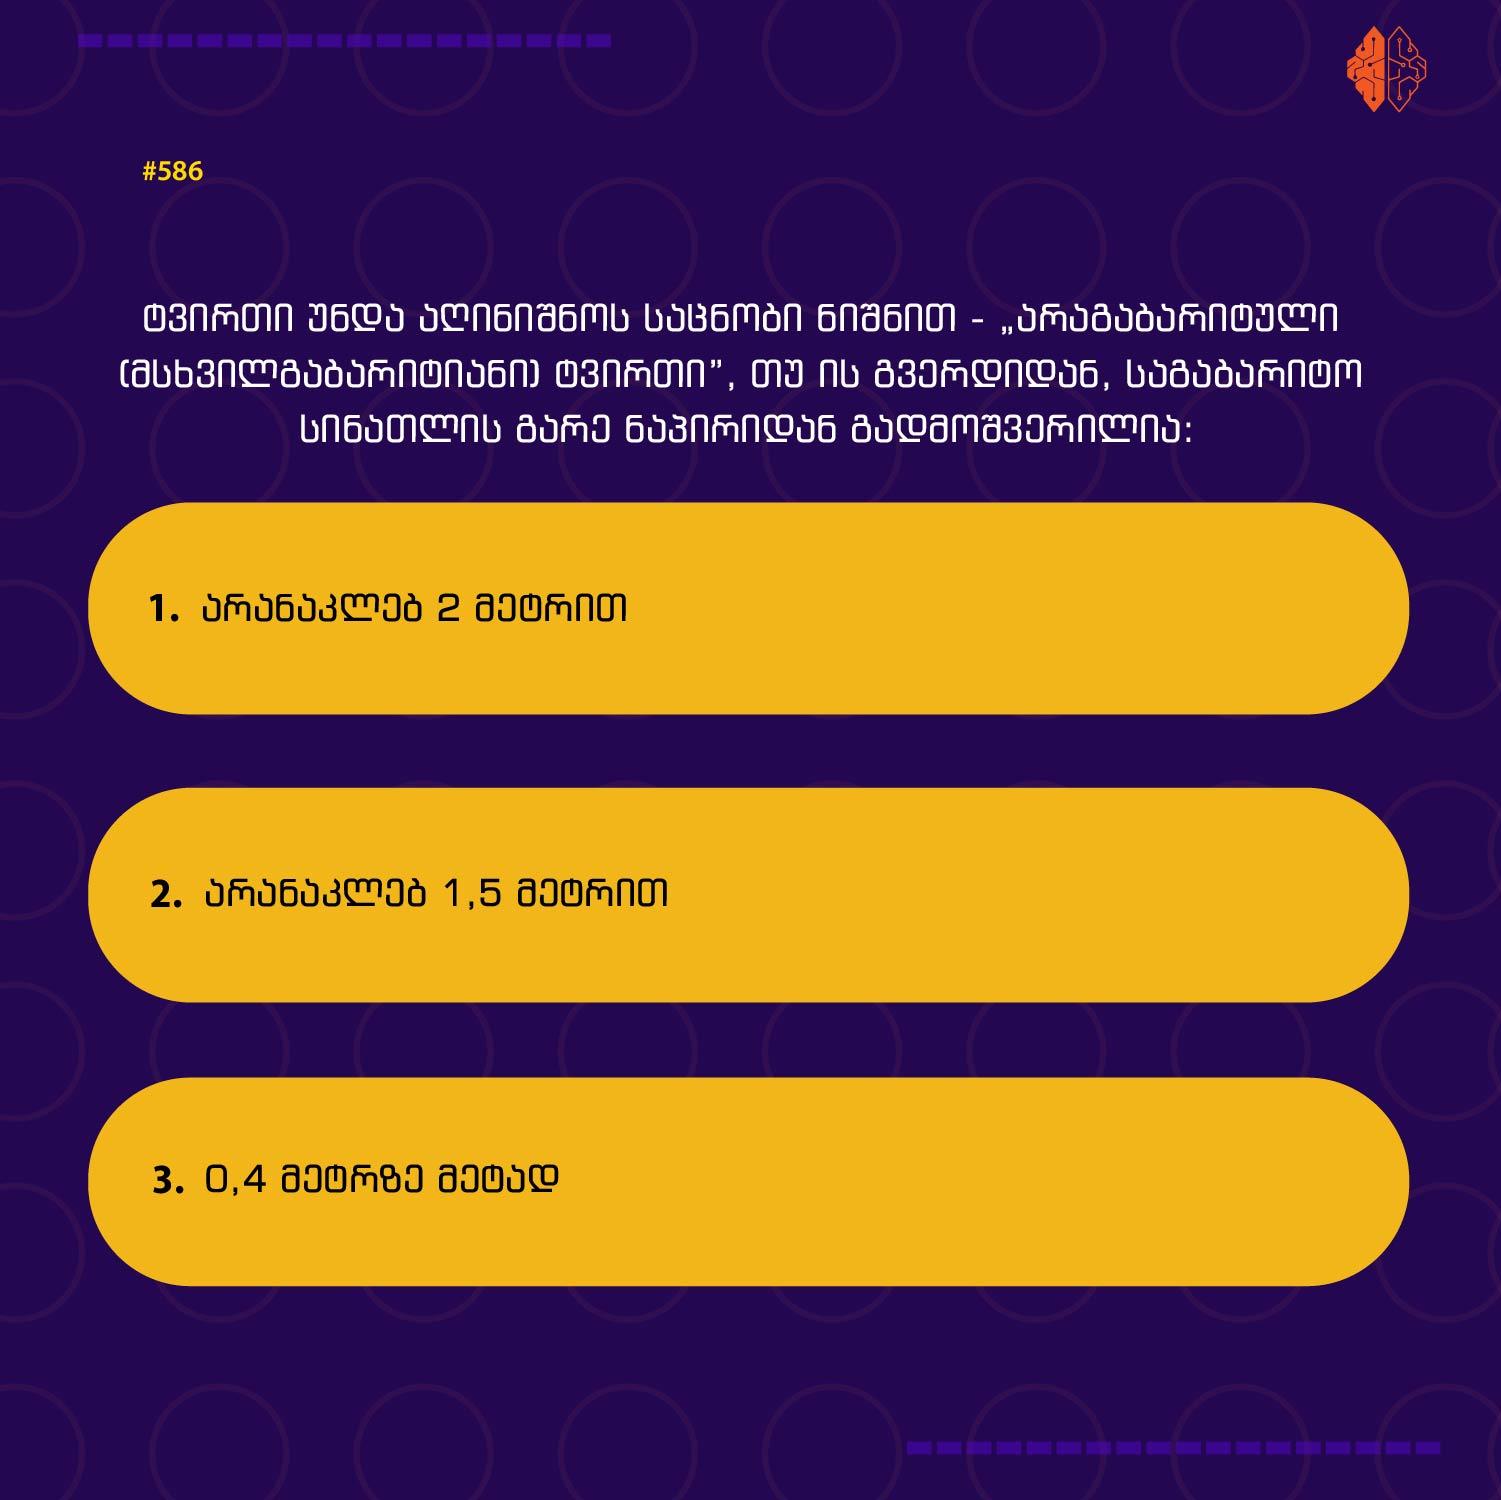 #586
ტვირთი უნდა აღინიშნოს საცნობი ნიშნით - „არაგაბარიტული
(მსხვილგაბარიტიანი) ტვირთი”, თუ ის გვერდიდან, საგაბარიტო
სინათლის გარე ნაპირიდან გადმოშვერილია:
1. არანაკლებ 2 მეტრით
2. არანაკლებ 1,5 მეტრით
3. 0,4 მეტრზე მეტად